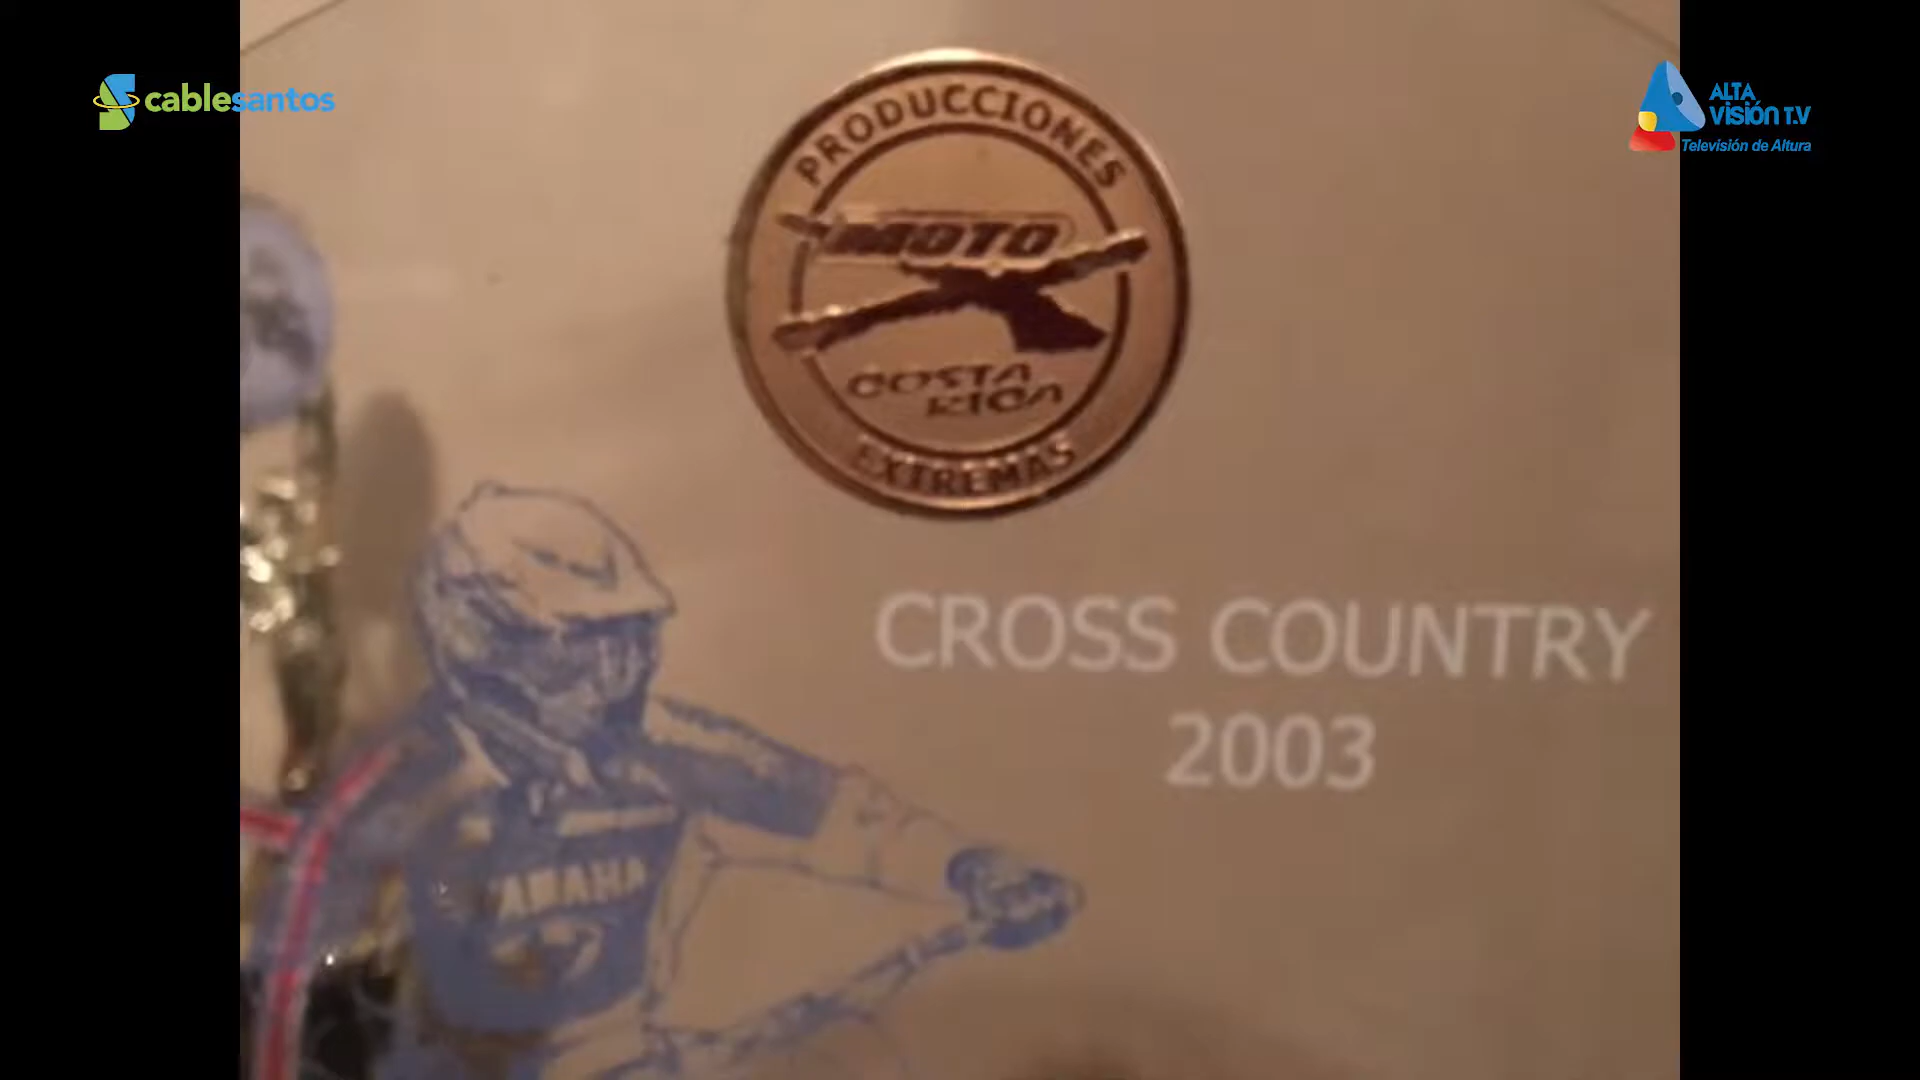 cablesantos
ALTA
VISIÓN T.V
Televisión de Altura
PRODUCCIONES
MOTO
COSTA
RICA
EXTREMAS
CROSS COUNTRY
2003
YAMAHA